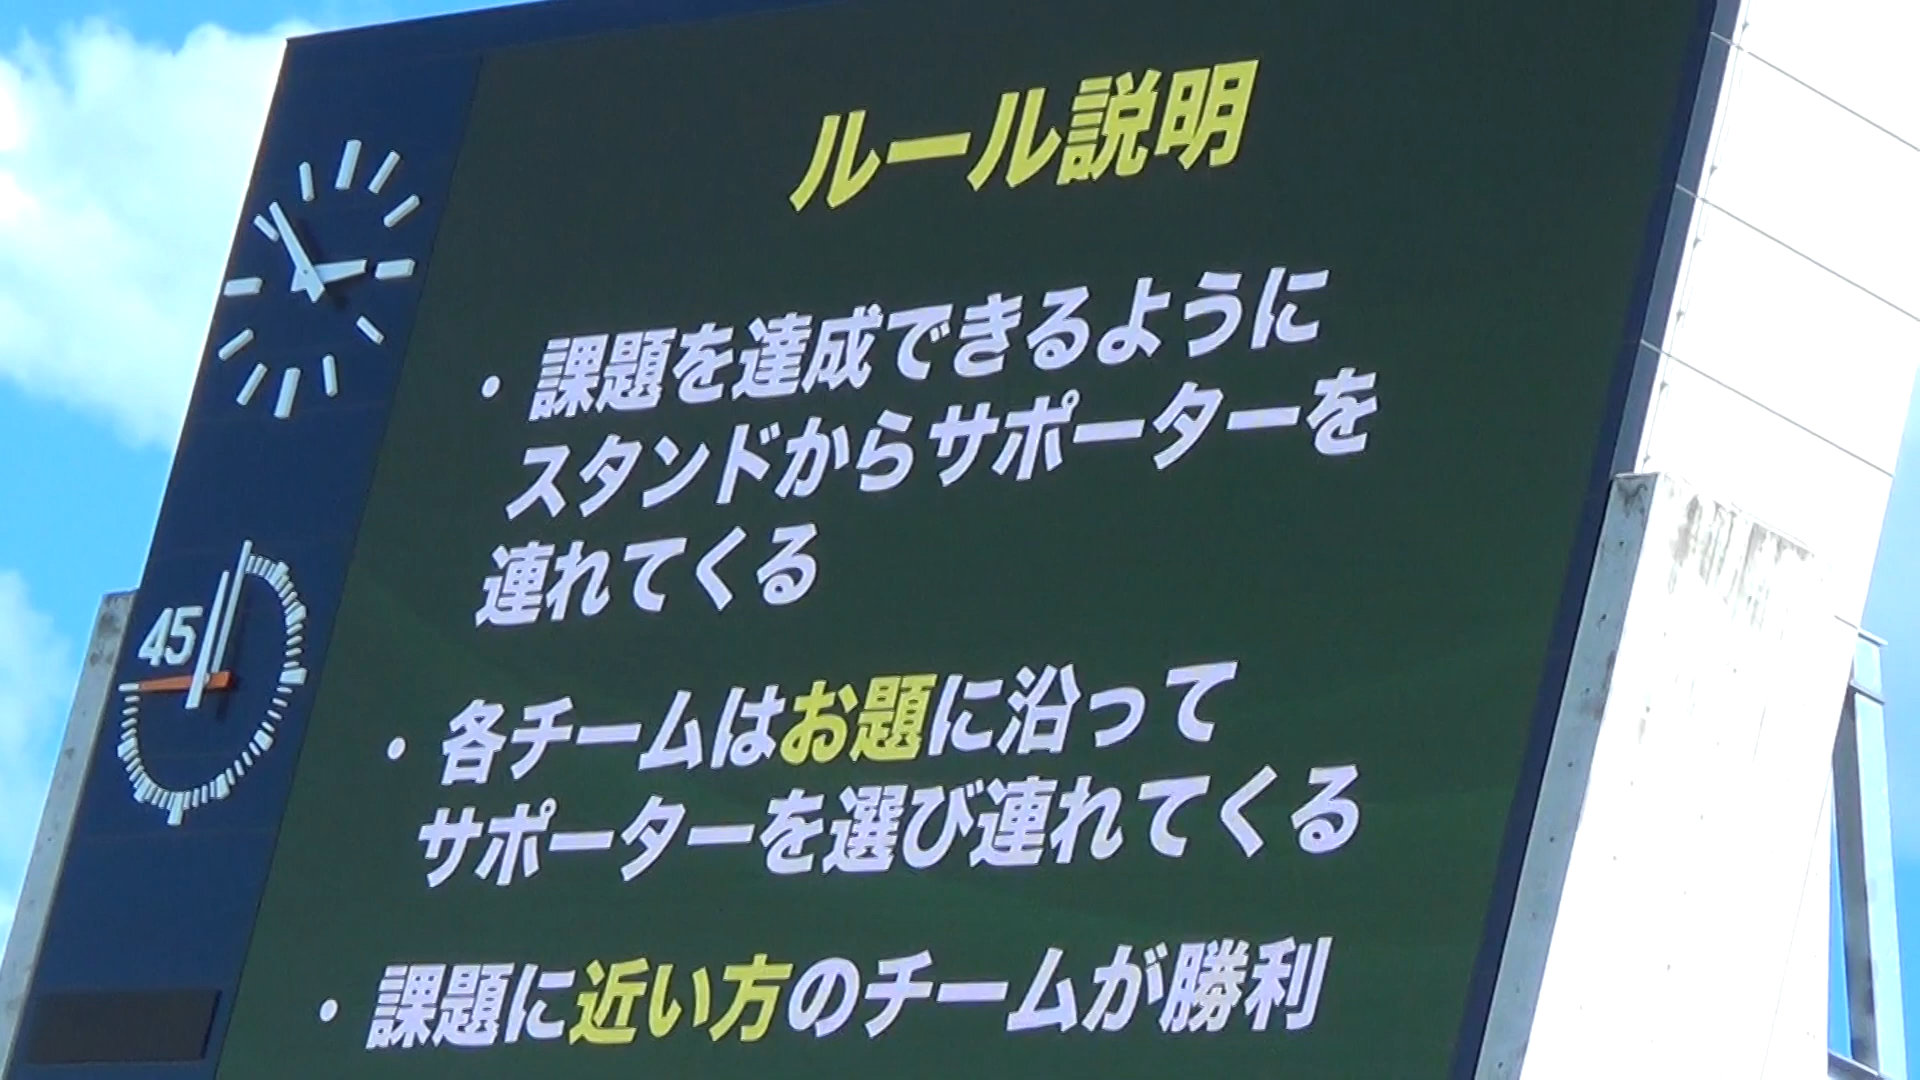 ルール説明
・課題を達成できるように
スタンドからサポーターを
連れてくる
・各チームはお題に沿って
サポーターを選び連れてくる
・課題に近い方のチームが勝利
45